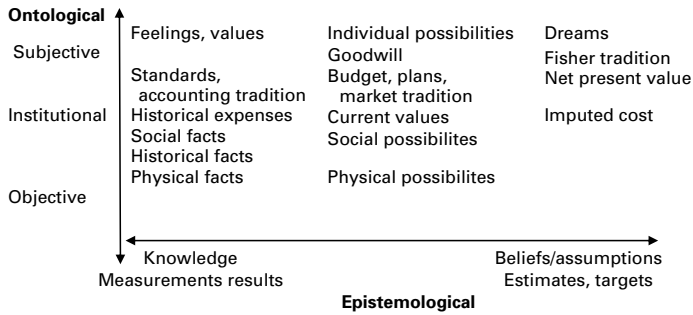 Ontological
Feelings, values Individual possibilities Dreams
Subjective Goodwill Fisher tradition
Standards, Budget, plans, Net present value
accounting tradition market tradition
Institutional Historical expenses Current values Imputed cost
Social facts Social possibilites
Historical facts
Physical facts Physical possibilites
Objective
Knowledge Beliefs/assumptions
Measurements results Estimates, targets
Epistemological